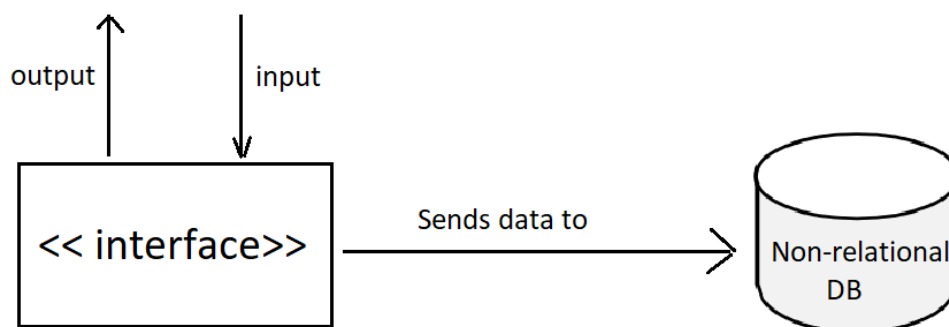 output
input
<< interface>>
Sends data to
Non-relational
DB